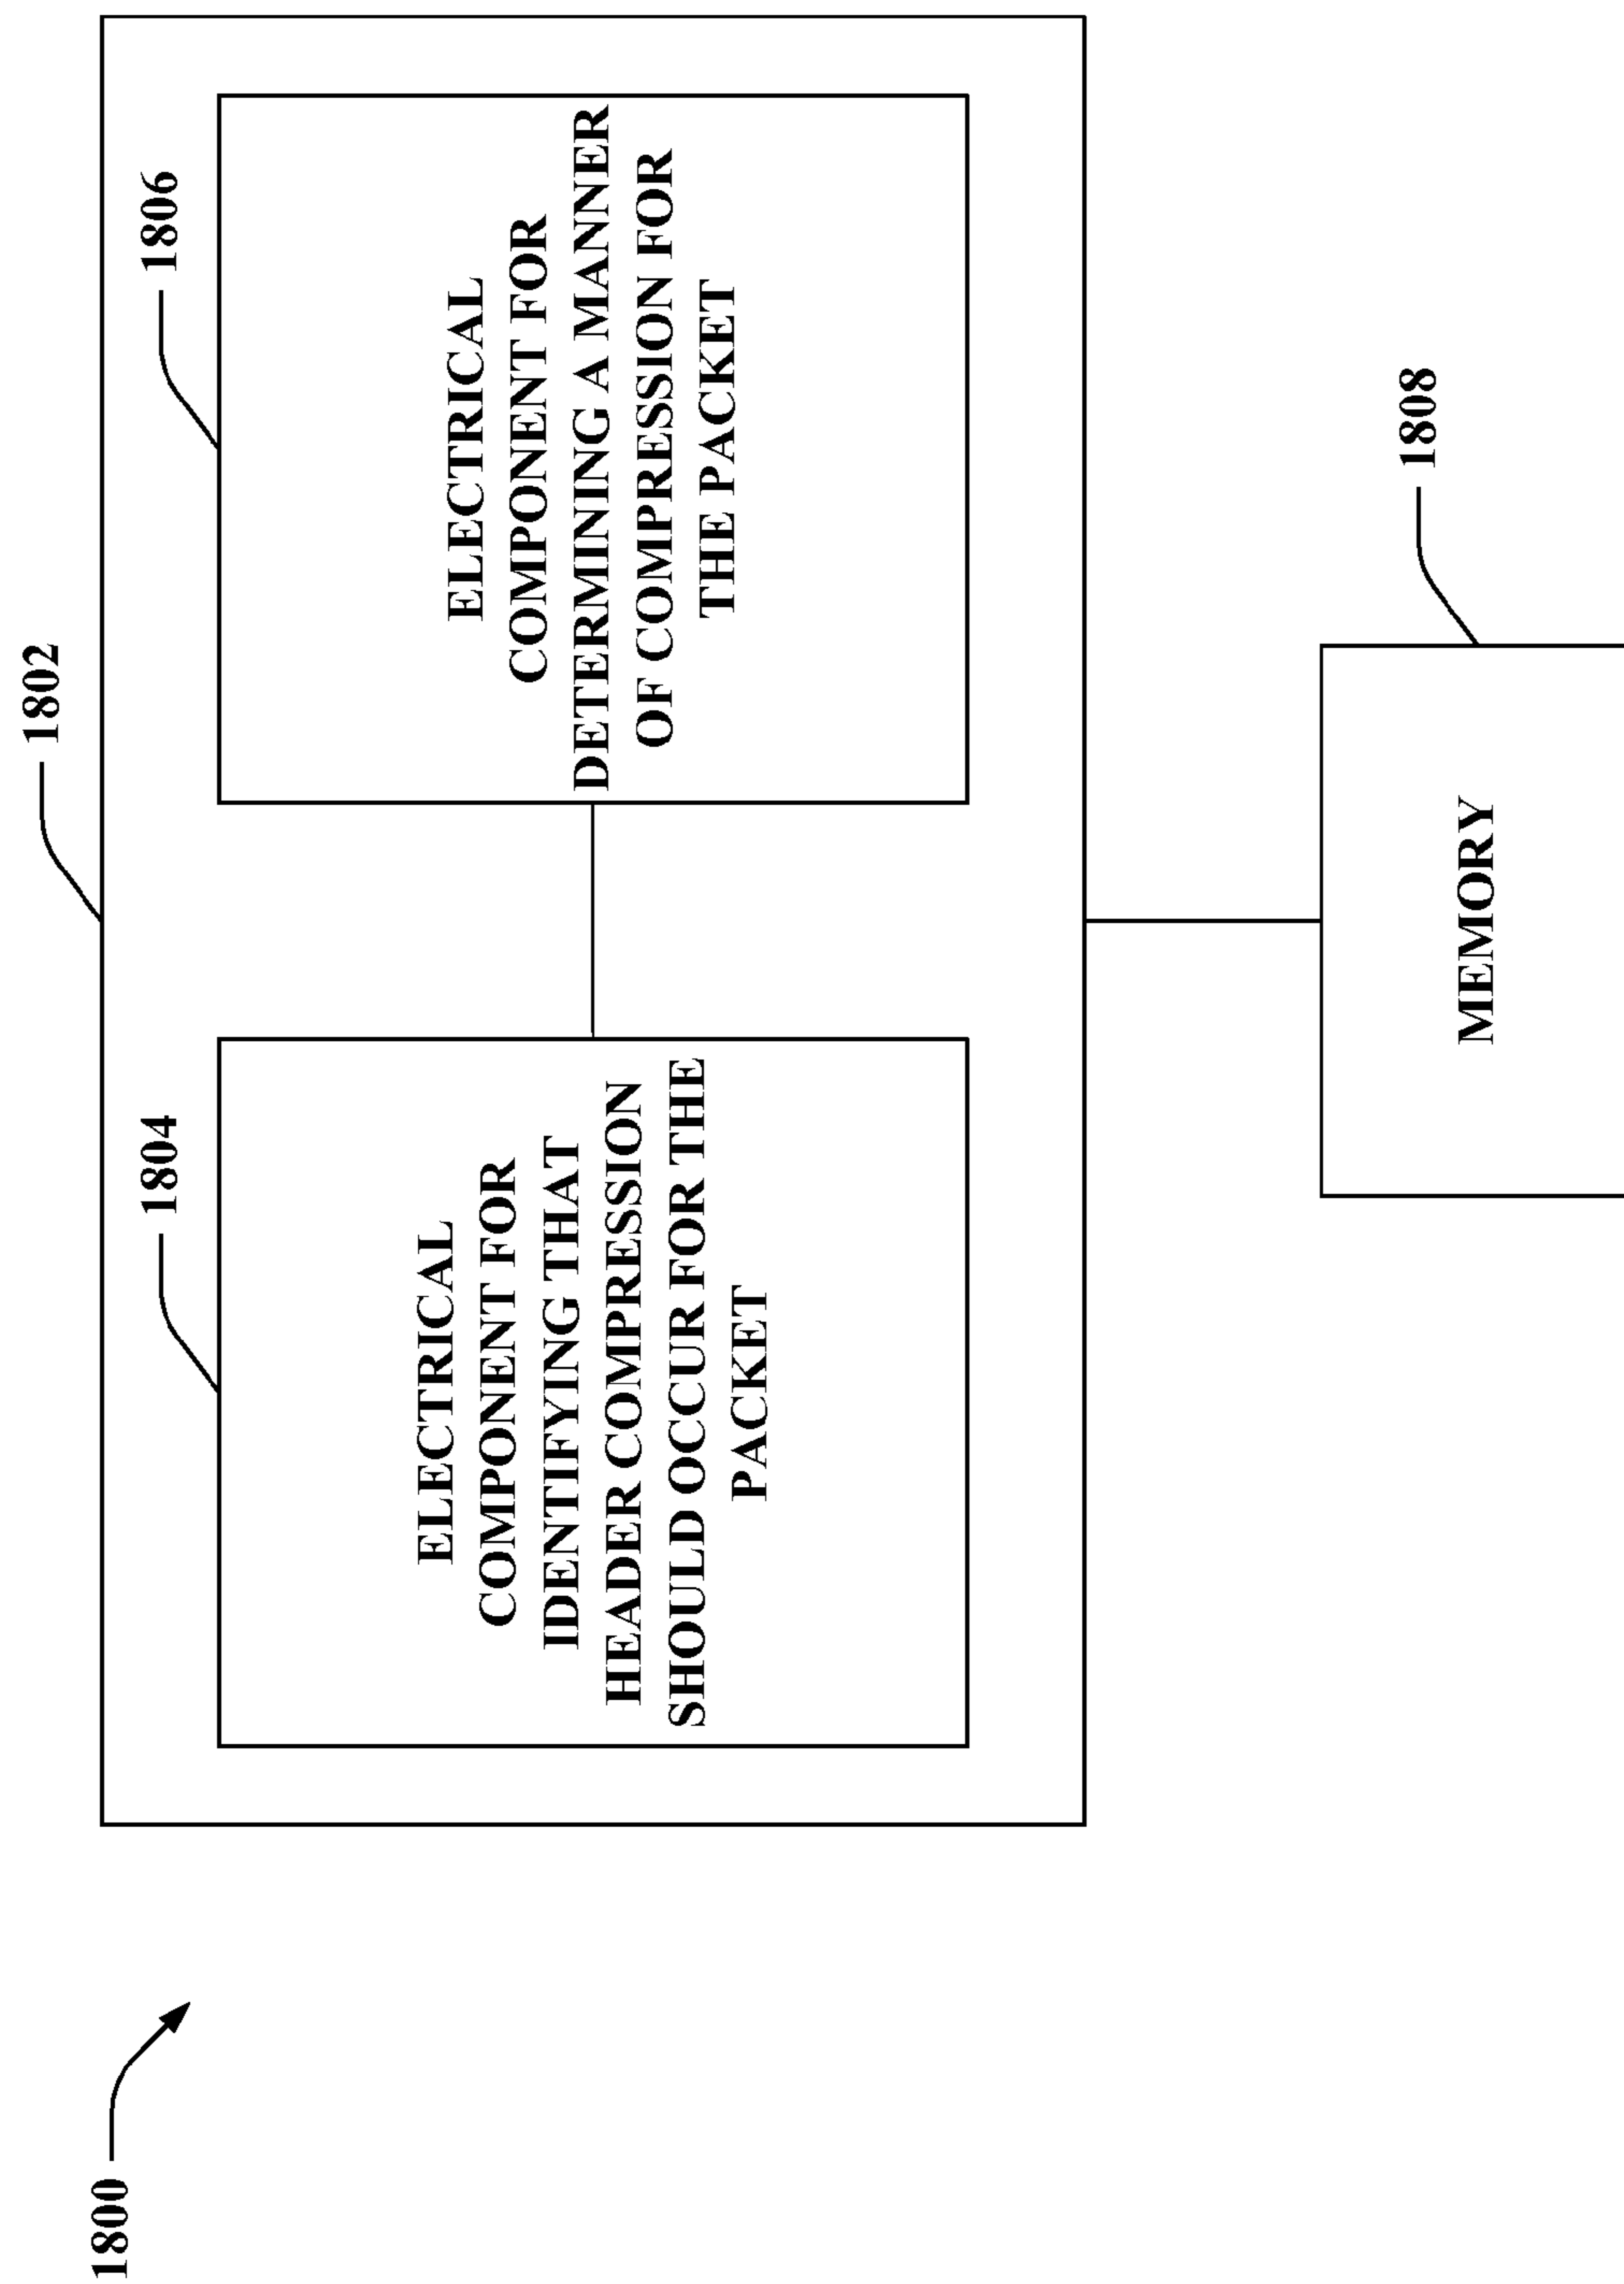 1800
1802
1804
ELECTRICAL
COMPONENT FOR
IDENTIFYING THAT
HEADER COMPRESSION
SHOULD OCCUR FOR THE
PACKET
1806
ELECTRICAL
COMPONENT FOR
DETERMINING A MANNER
OF COMPRESSION FOR
THE PACKET
1808
MEMORY